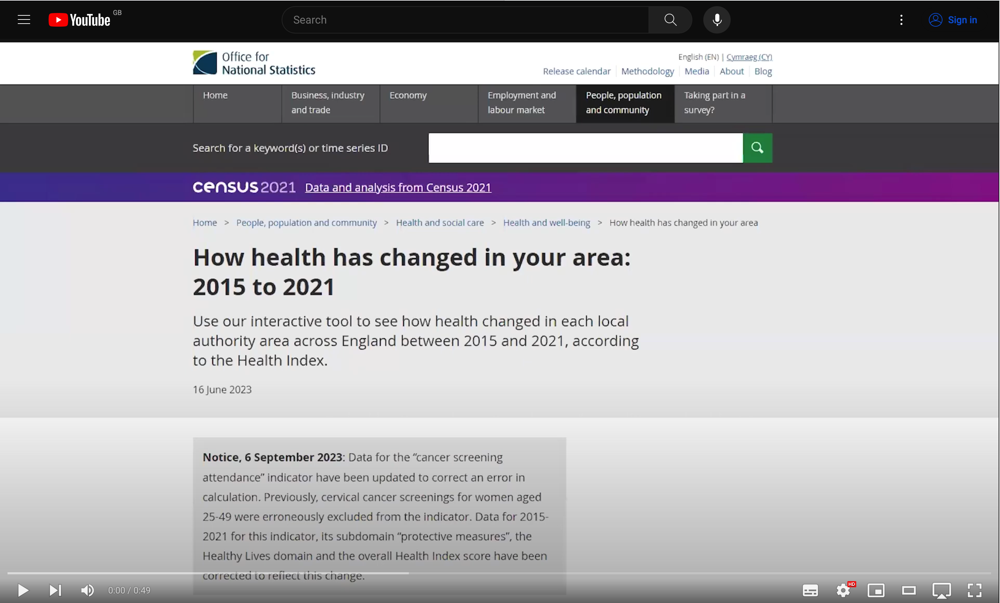 YouTube GB
Search
Sign in
Office for
National Statistics
English (EN) | Cymraeg (CY)
Release calendar
Methodology
Media
About
Blog
Home
Business, industry
and trade
Economy
Employment and
labour market
People, population
and community
Taking part in a
survey?
Search for a keyword(s) or time series ID
census 2021 Data and analysis from Census 2021
Home > People, population and community > Health and social care > Health and well-being > How health has changed in your area
How health has changed in your area:
2015 to 2021
Use our interactive tool to see how health changed in each local
authority area across England between 2015 and 2021, according
to the Health Index.
16 June 2023
Notice, 6 September 2023: Data for the “cancer screening
attendance” indicator have been updated to correct an error in
calculation. Previously, cervical cancer screenings for women aged
25-49 were erroneously excluded from the indicator. Data for 2015-
2021 for this indicator, its subdomain “protective measures”, the
Healthy Lives domain and the overall Health Index score have been
corrected to reflect this change.
0:00 / 0:49
HD